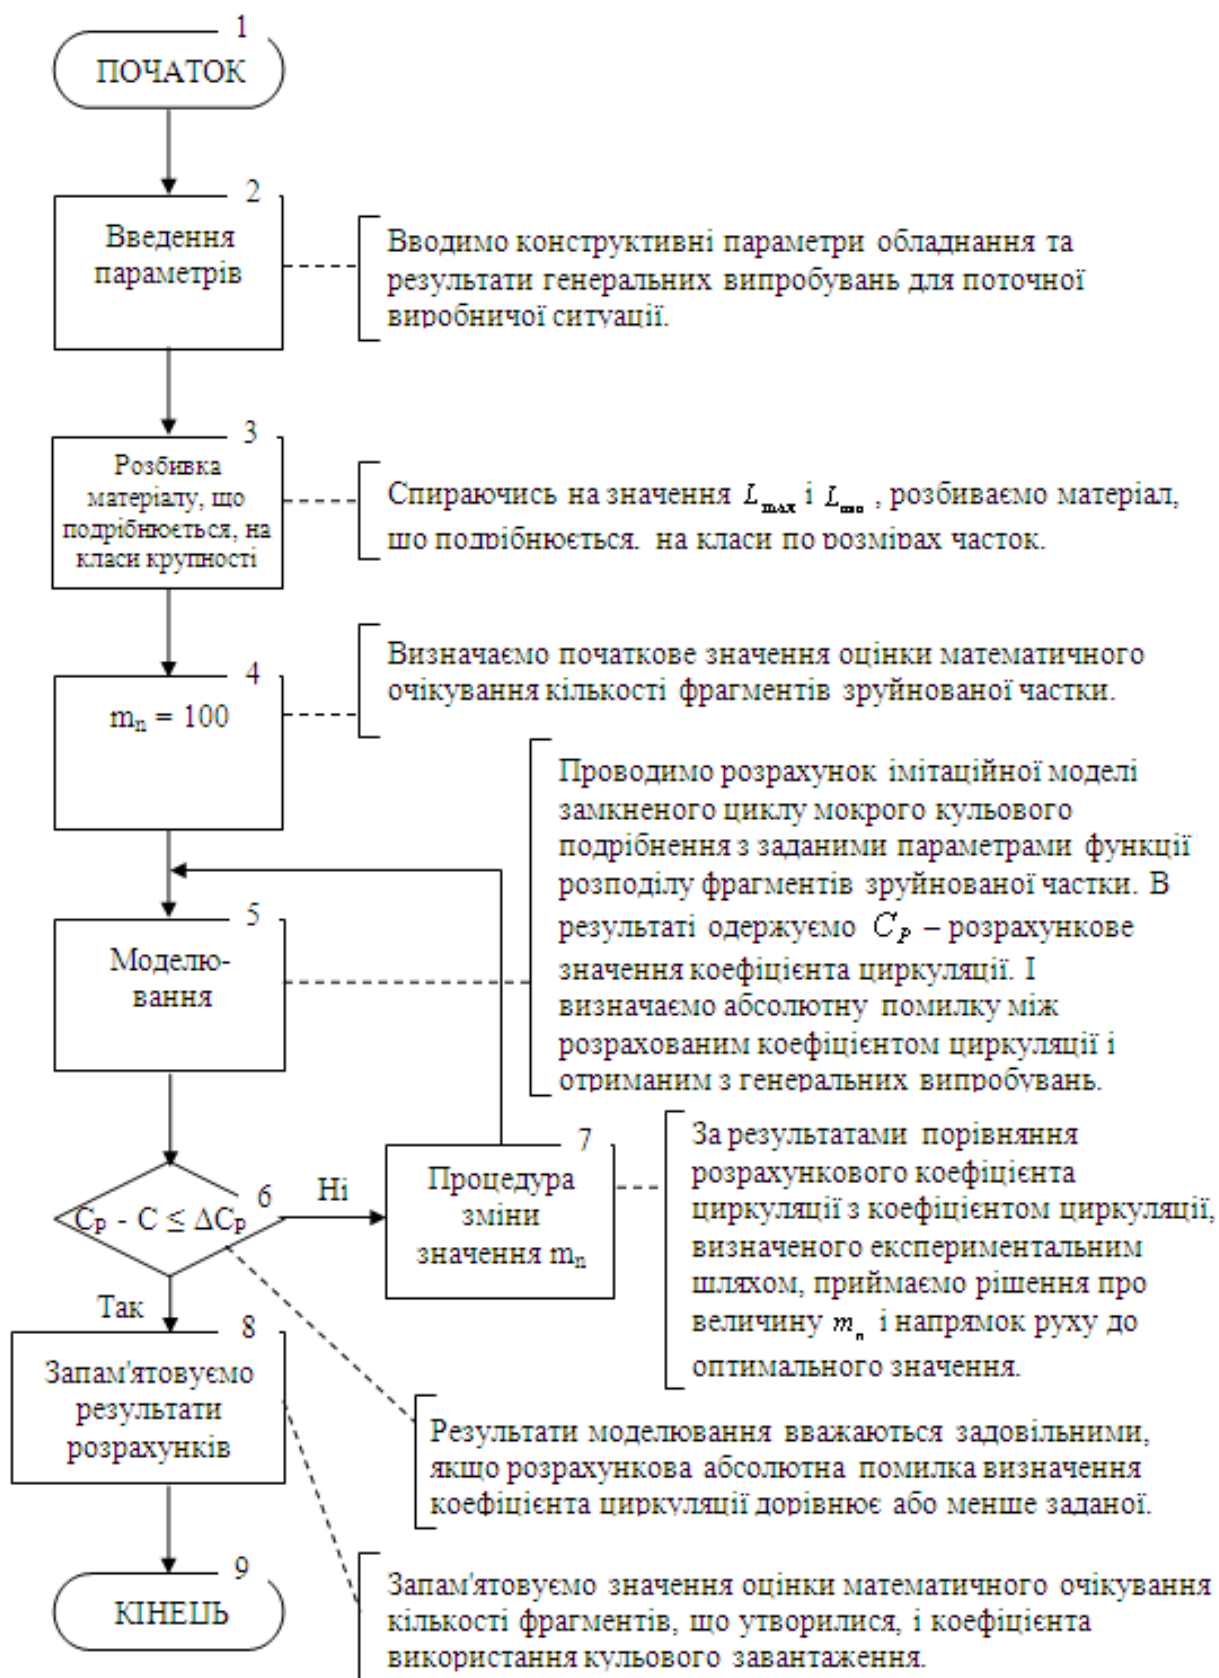 1
ПОЧАТОК
2
Введення
параметрів
Вводимо конструктивні параметри обладнання та
результати генеральних випробувань для поточної
виробничої ситуації.
3
Розбивка
матеріалу, що
подрібнюється, на
класи крупності
Спираючись на значення L max і L min , розбиваємо матеріал,
що подрібнюється, на класи по розмірах часток.
4
mn = 100
Визначаємо початкове значення оцінки математичного
очікування кількості фрагментів зруйнованої частки.
5
Моделю-
вання
Проводимо розрахунок імітаційної моделі
замкненого циклу мокрого кульового
подрібнення з заданими параметрами функції
розподілу фрагментів зруйнованої частки. В
результаті одержуємо CP – розрахункове
значення коефіцієнта циркуляції. І
визначаємо абсолютну помилку між
розрахованим коефіцієнтом циркуляції і
отриманим з генеральних випробувань.
6
CP - C ≤ ΔCP
Ні
Так
7
Процедура
зміни
значення mn
За результатами порівняння
розрахункового коефіцієнта
циркуляції з коефіцієнтом циркуляції,
визначеного експериментальним
шляхом, приймаємо рішення про
величину mn і напрямок руху до
оптимального значення.
8
Запам'ятовуємо
результати
розрахунків
Результати моделювання вважаються задовільними,
якщо розрахункова абсолютна помилка визначення
коефіцієнта циркуляції дорівнює або менше заданої.
9
КІНЕЦЬ
Запам'ятовуємо значення оцінки математичного очікування
кількості фрагментів, що утворилися, і коефіцієнта
використання кульового завантаження.